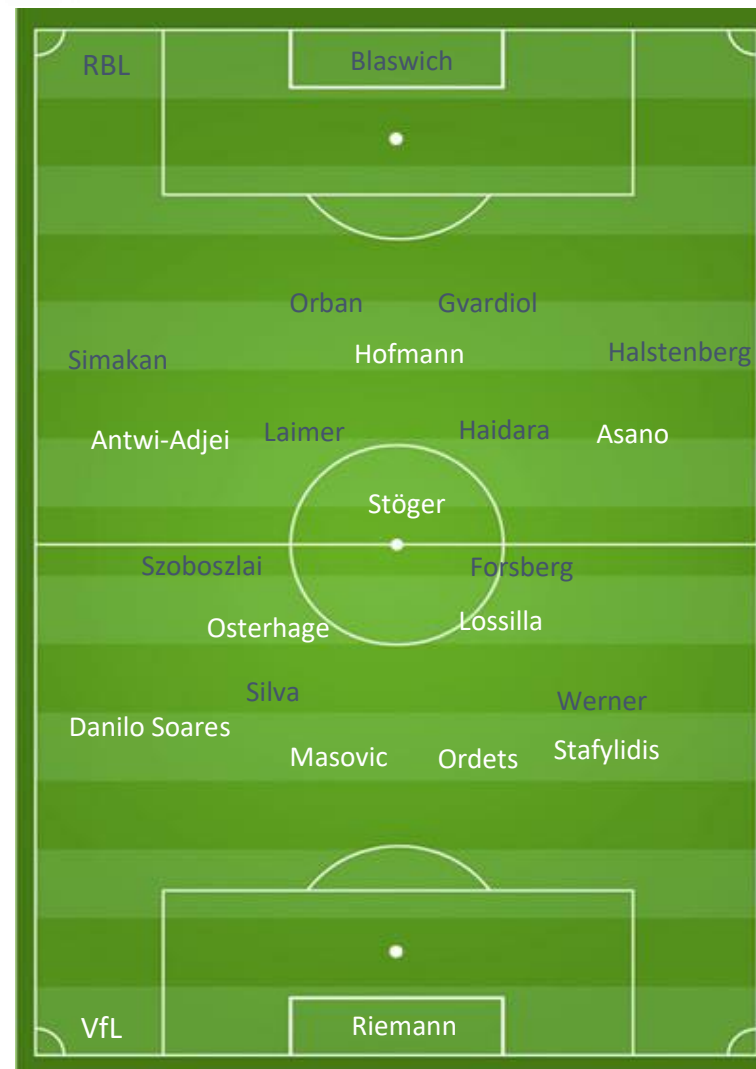 RBL
Blaswich
Orban
Gvardiol
Simakan
Hofmann
Halstenberg
Antwi-Adjei
Laimer
Haidara
Asano
Stöger
Szoboszlai
Forsberg
Osterhage
Lossilla
Silva
Werner
Danilo Soares
Masovic
Ordets
Stafylidis
VfL
Riemann